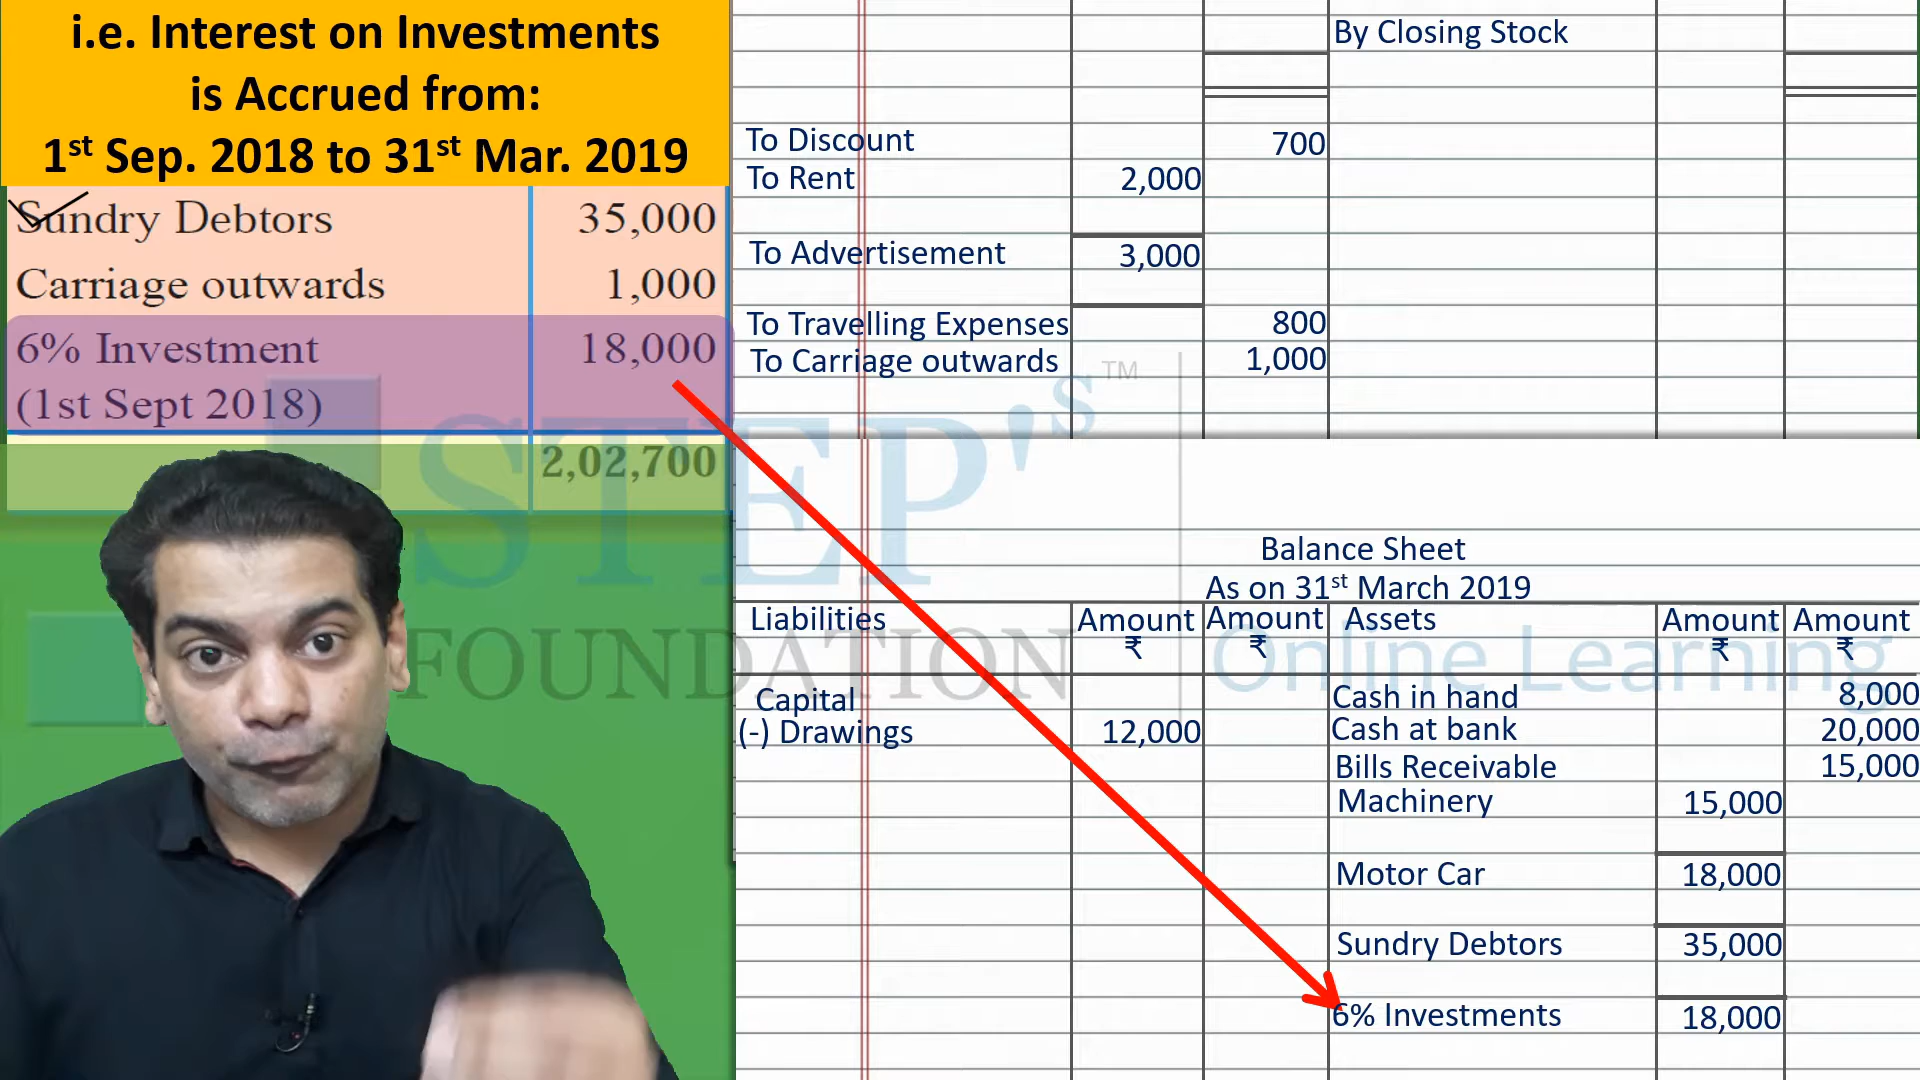 i.e. Interest on Investments
is Accrued from:
1st Sep. 2018 to 31st Mar. 2019
Sundry Debtors 35,000
Carriage outwards 1,000
6% Investment 18,000
(1st Sept 2018)
2,02,700
By Closing Stock
To Discount 700
To Rent 2,000
To Advertisement 3,000
To Travelling Expenses 800
To Carriage outwards 1,000
STEP's™
FOUNDATION
Online Learning
Balance Sheet
As on 31st March 2019
Liabilities Amount ₹ Amount ₹ Assets Amount ₹ Amount ₹
Capital Cash in hand 8,000
(-) Drawings 12,000 Cash at bank 20,000
Bills Receivable 15,000
Machinery 15,000
Motor Car 18,000
Sundry Debtors 35,000
6% Investments 18,000